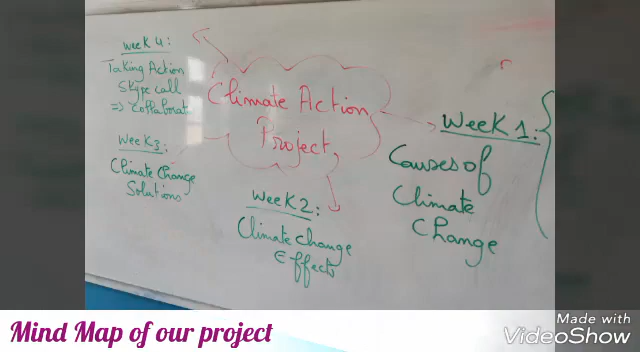 Climate Action
Project
Week 1:
Causes of
Climate
Change
Week 2:
Climate change
Effects
Week 3:
Climate Change
Solutions
Week 4:
Taking Action
Skype call
=> Collaborat
Mind Map of our project
Made with
VideoShow